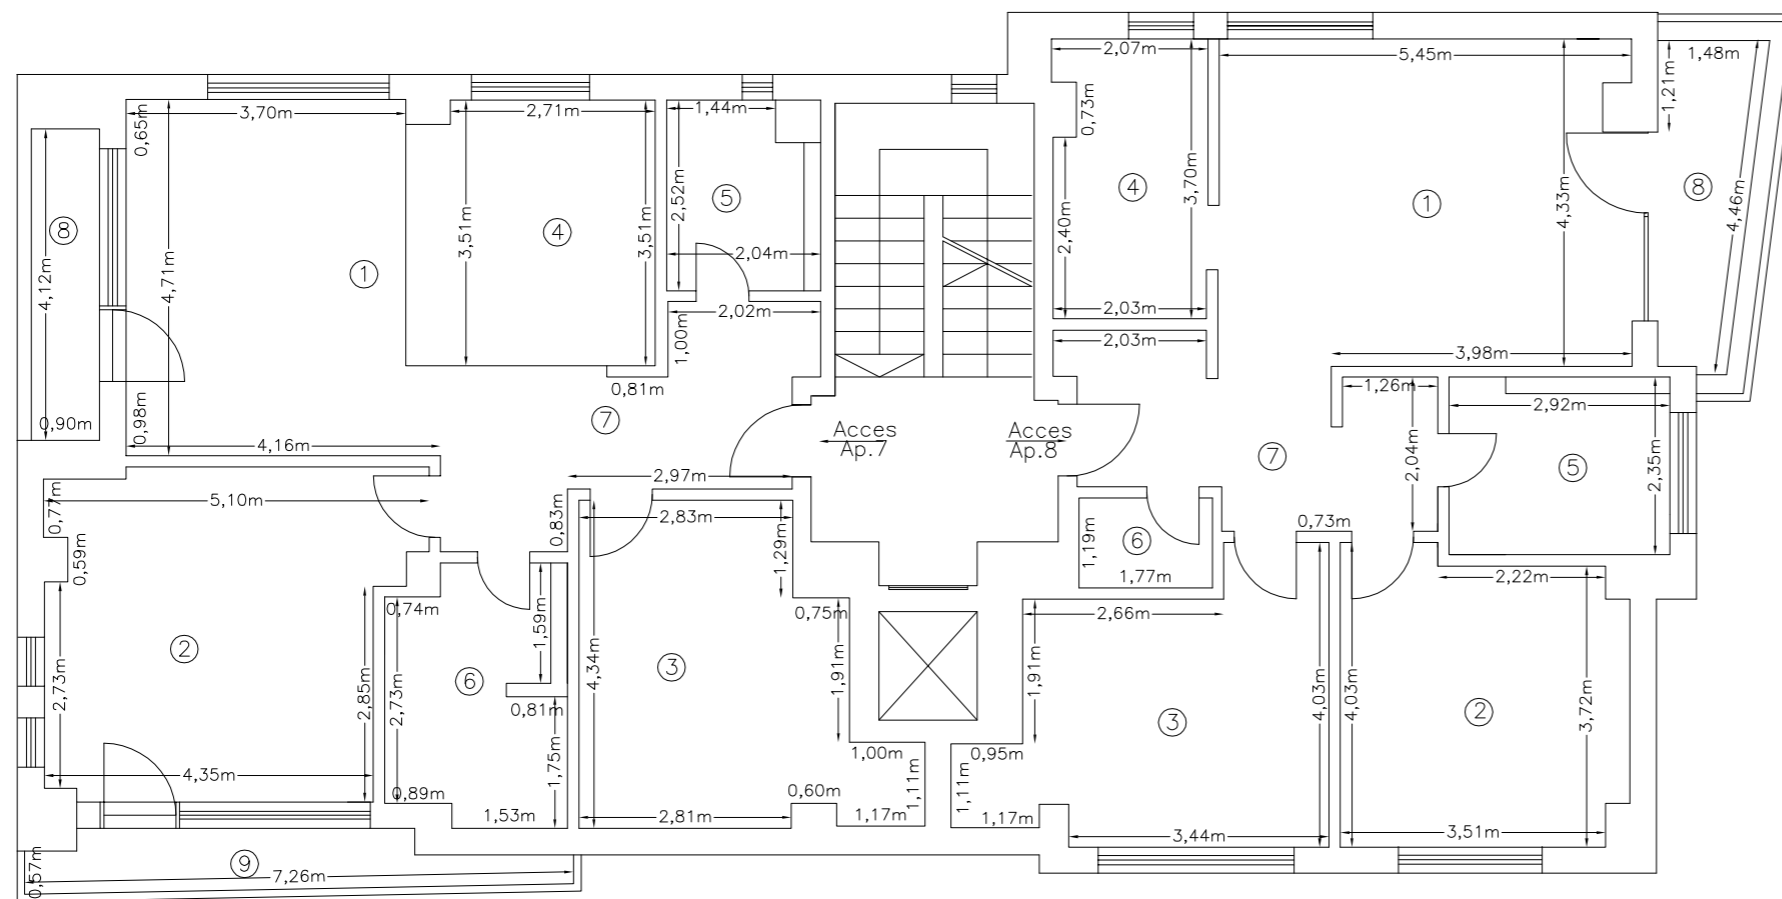 2,07m
5,45m
1,48m
1,21m
3,70m
0,65m
2,71m
1,44m
0,73m
4,12m
4,71m
3,51m
3,51m
2,52m
2,40m
3,70m
4,33m
4,46m
8
1
4
5
4
1
8
2,04m
2,03m
2,02m
2,03m
3,98m
1,00m
0,81m
0,90m
0,98m
4,16m
7
Acces
Ap.7
Acces
Ap.8
1,26m
2,92m
2,04m
2,35m
7
5
2,97m
5,10m
0,77m
0,83m
2,83m
0,59m
1,29m
0,73m
1,19m
6
1,77m
2,22m
0,74m
1,59m
0,75m
2,66m
2
2,73m
2,85m
2,73m
6
4,34m
3
1,91m
1,91m
3
4,03m
4,03m
2
3,72m
0,81m
1,75m
1,00m
0,95m
4,35m
0,89m
1,53m
2,81m
0,60m
1,17m
1,11m
1,11m
1,17m
3,44m
3,51m
0,57m
9
7,26m